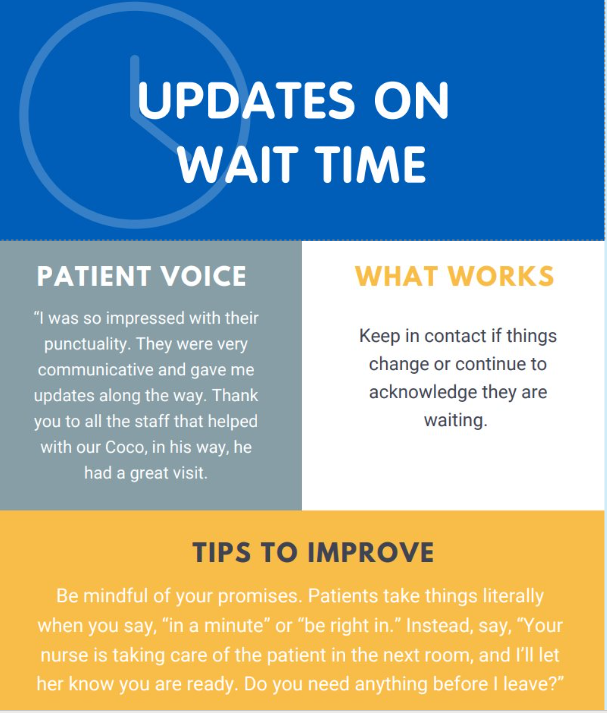 UPDATES ON
WAIT TIME
PATIENT VOICE
“I was so impressed with their
punctuality. They were very
communicative and gave me
updates along the way. Thank
you to all the staff that helped
with our Coco, in his way, he
had a great visit.
WHAT WORKS
Keep in contact if things
change or continue to
acknowledge they are
waiting.
TIPS TO IMPROVE
Be mindful of your promises. Patients take things literally
when you say, “in a minute” or “be right in.” Instead, say, “Your
nurse is taking care of the patient in the next room, and I’ll let
her know you are ready. Do you need anything before I leave?”